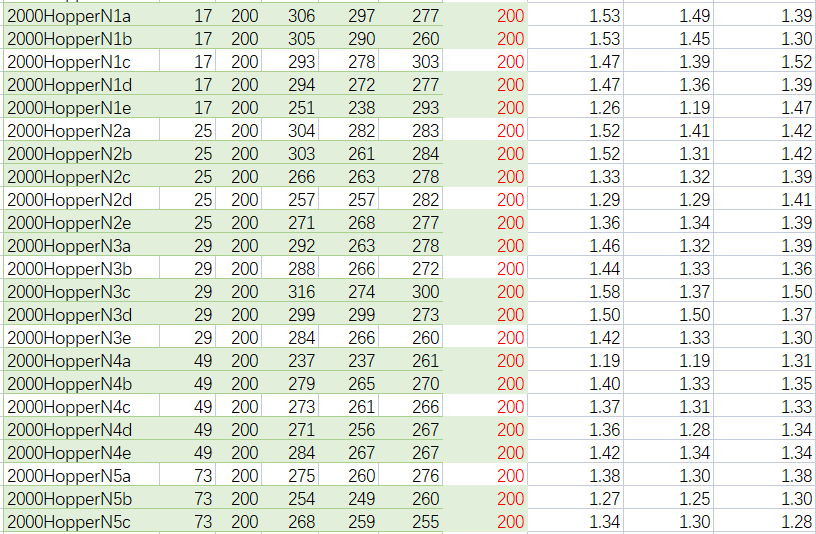 2000HopperN1a 17 200 306 297 277 200 1.53 1.49 1.39
2000HopperN1b 17 200 305 290 260 200 1.53 1.45 1.30
2000HopperN1c 17 200 293 278 303 200 1.47 1.39 1.52
2000HopperN1d 17 200 294 272 277 200 1.47 1.36 1.39
2000HopperN1e 17 200 251 238 293 200 1.26 1.19 1.47
2000HopperN2a 25 200 304 282 283 200 1.52 1.41 1.42
2000HopperN2b 25 200 303 261 284 200 1.52 1.31 1.42
2000HopperN2c 25 200 266 263 278 200 1.33 1.32 1.39
2000HopperN2d 25 200 257 257 282 200 1.29 1.29 1.41
2000HopperN2e 25 200 271 268 277 200 1.36 1.34 1.39
2000HopperN3a 29 200 292 263 278 200 1.46 1.32 1.39
2000HopperN3b 29 200 288 266 272 200 1.44 1.33 1.36
2000HopperN3c 29 200 316 274 300 200 1.58 1.37 1.50
2000HopperN3d 29 200 299 299 273 200 1.50 1.50 1.37
2000HopperN3e 29 200 284 266 260 200 1.42 1.33 1.30
2000HopperN4a 49 200 237 237 261 200 1.19 1.19 1.31
2000HopperN4b 49 200 279 265 270 200 1.40 1.33 1.35
2000HopperN4c 49 200 273 261 266 200 1.37 1.31 1.33
2000HopperN4d 49 200 271 256 267 200 1.36 1.28 1.34
2000HopperN4e 49 200 284 267 267 200 1.42 1.34 1.34
2000HopperN5a 73 200 275 260 276 200 1.38 1.30 1.38
2000HopperN5b 73 200 254 249 260 200 1.27 1.25 1.30
2000HopperN5c 73 200 268 259 255 200 1.34 1.30 1.28